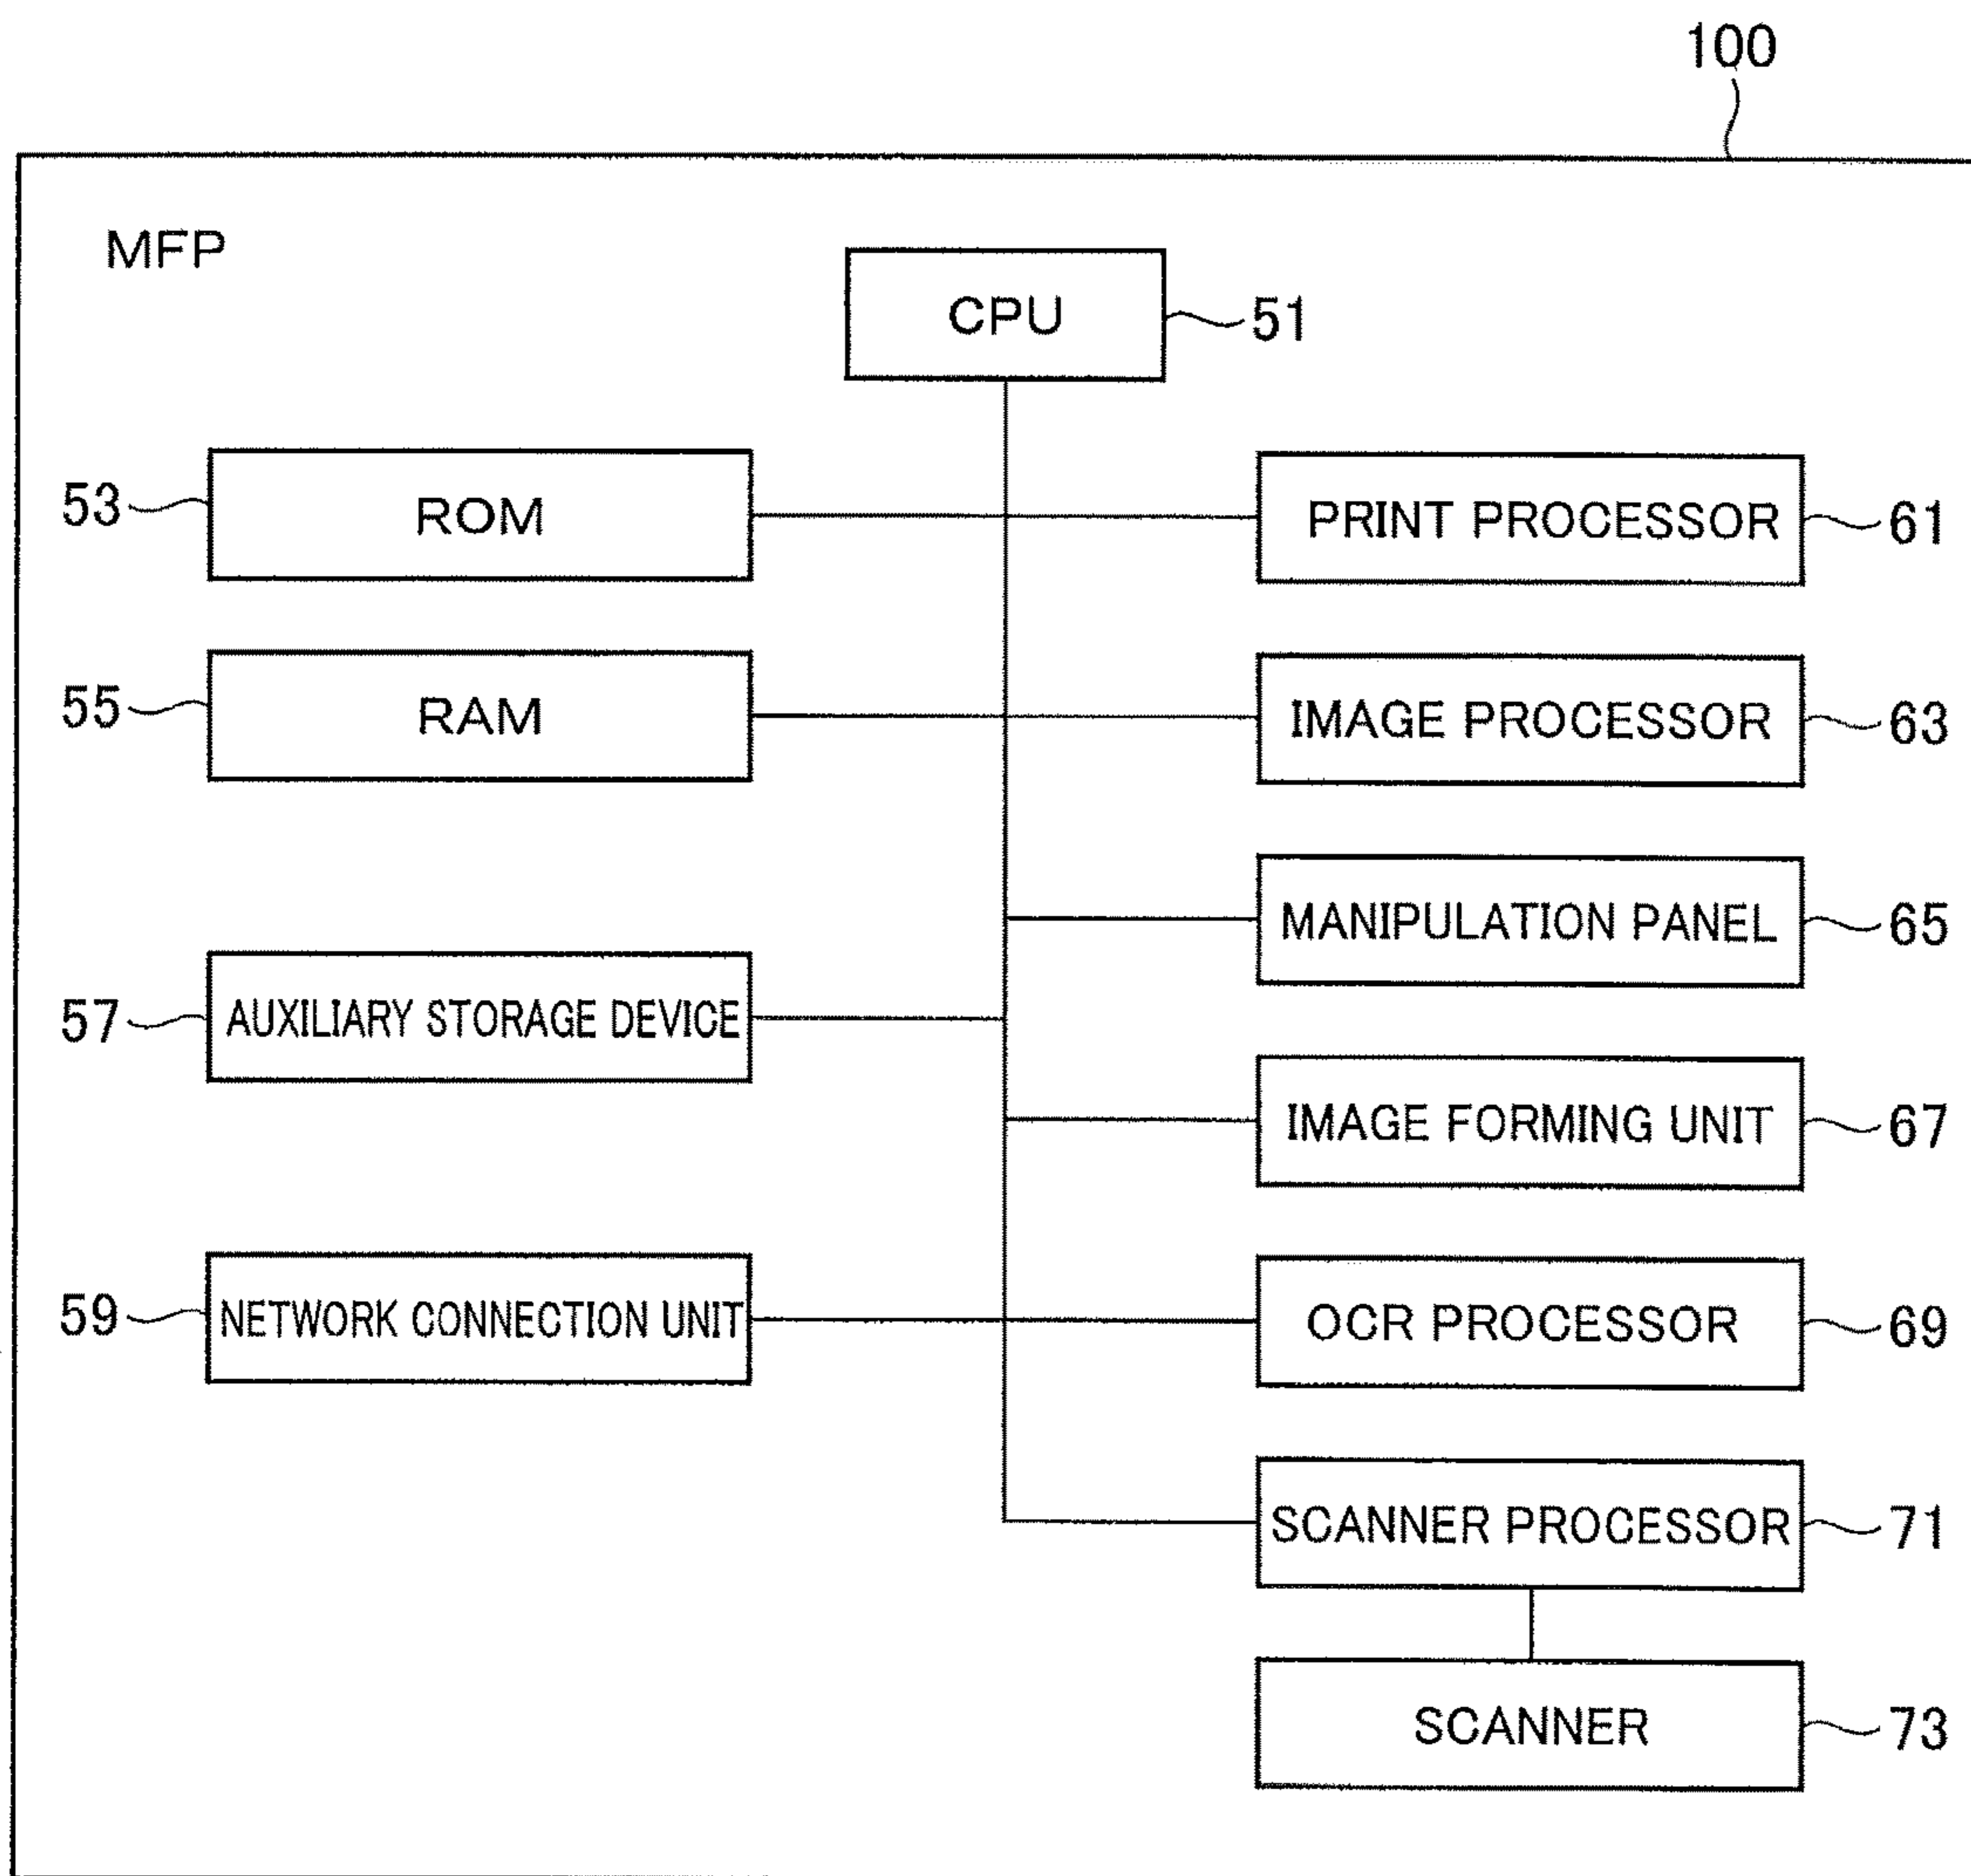 100
MFP
CPU
51
53
ROM
PRINT PROCESSOR
61
55
RAM
IMAGE PROCESSOR
63
MANIPULATION PANEL
65
57
AUXILIARY STORAGE DEVICE
IMAGE FORMING UNIT
67
59
NETWORK CONNECTION UNIT
OCR PROCESSOR
69
SCANNER PROCESSOR
71
SCANNER
73